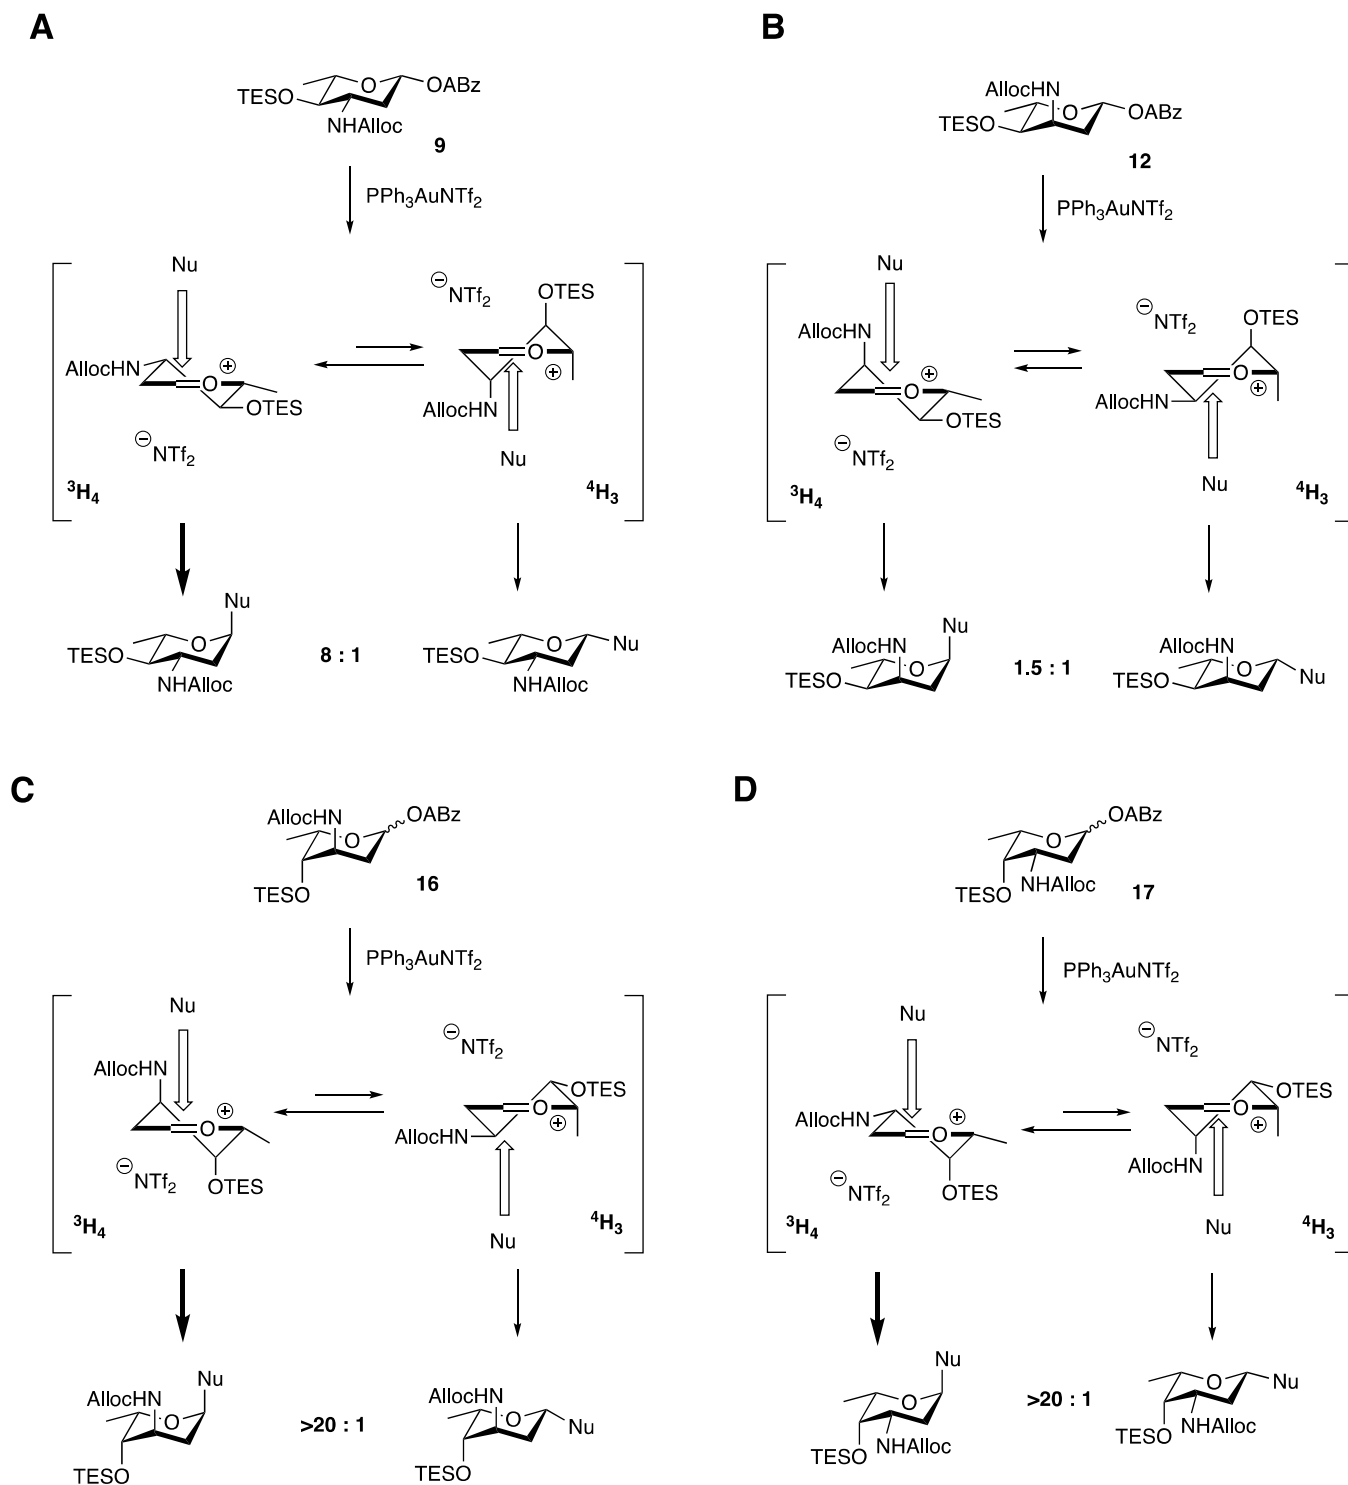 A
TESO
O
OABz
NHAlloc
9
PPh3AuNTf2
Nu
AllocHN
O
⊕
OTES
⊖
NTf2
3H4
⊖
NTf2
OTES
O
⊕
AllocHN
Nu
4H3
Nu
TESO
O
NHAlloc
8 : 1
TESO
O
Nu
NHAlloc
B
AllocHN
TESO
O
OABz
12
PPh3AuNTf2
Nu
AllocHN
O
⊕
OTES
⊖
NTf2
3H4
⊖
NTf2
OTES
O
⊕
AllocHN
Nu
4H3
Nu
AllocHN
TESO
O
1.5 : 1
AllocHN
TESO
O
Nu
C
AllocHN
O
OABz
TESO
16
PPh3AuNTf2
Nu
AllocHN
O
⊕
OTES
⊖
NTf2
3H4
⊖
NTf2
OTES
O
⊕
AllocHN
Nu
4H3
Nu
AllocHN
O
TESO
>20 : 1
AllocHN
O
Nu
TESO
D
OABz
O
TESO
NHAlloc
17
PPh3AuNTf2
Nu
AllocHN
O
⊕
OTES
⊖
NTf2
3H4
⊖
NTf2
OTES
O
⊕
AllocHN
Nu
4H3
Nu
O
TESO
NHAlloc
>20 : 1
O
Nu
TESO
NHAlloc